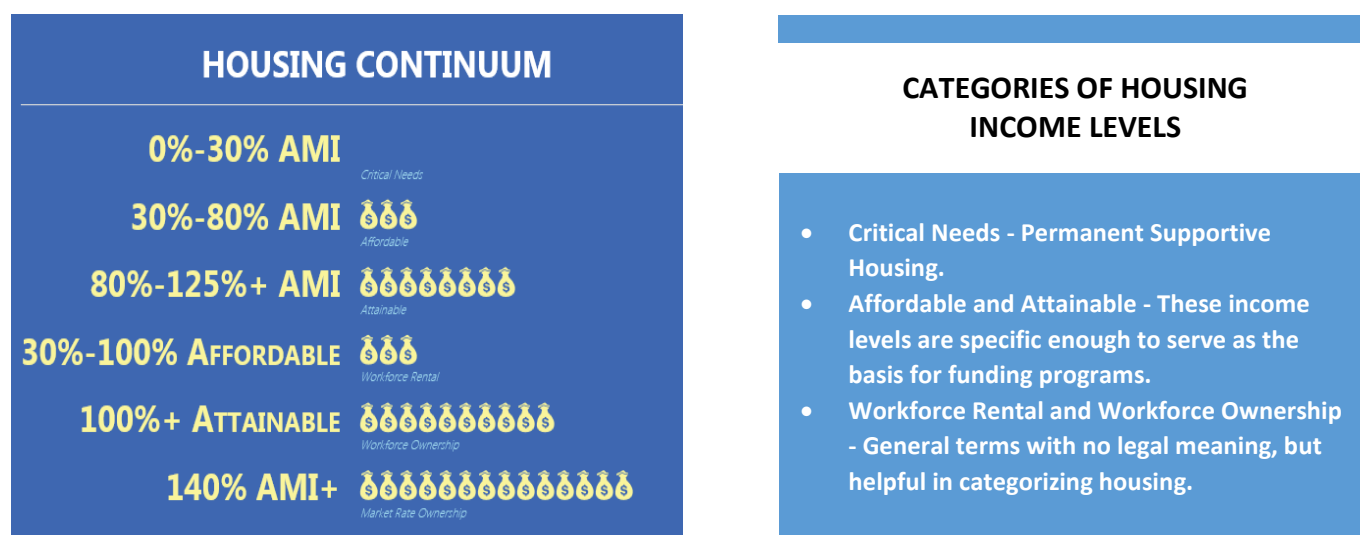 HOUSING CONTINUUM
0%-30% AMI
Critical Needs
30%-80% AMI
Affordable
80%-125%+ AMI
Attainable
30%-100% AFFORDABLE
Workforce Rental
100%+ ATTAINABLE
Workforce Ownership
140% AMI+
Market Rate Ownership
CATEGORIES OF HOUSING
INCOME LEVELS
• Critical Needs - Permanent Supportive
Housing.
• Affordable and Attainable - These income
levels are specific enough to serve as the
basis for funding programs.
• Workforce Rental and Workforce Ownership
- General terms with no legal meaning, but
helpful in categorizing housing.